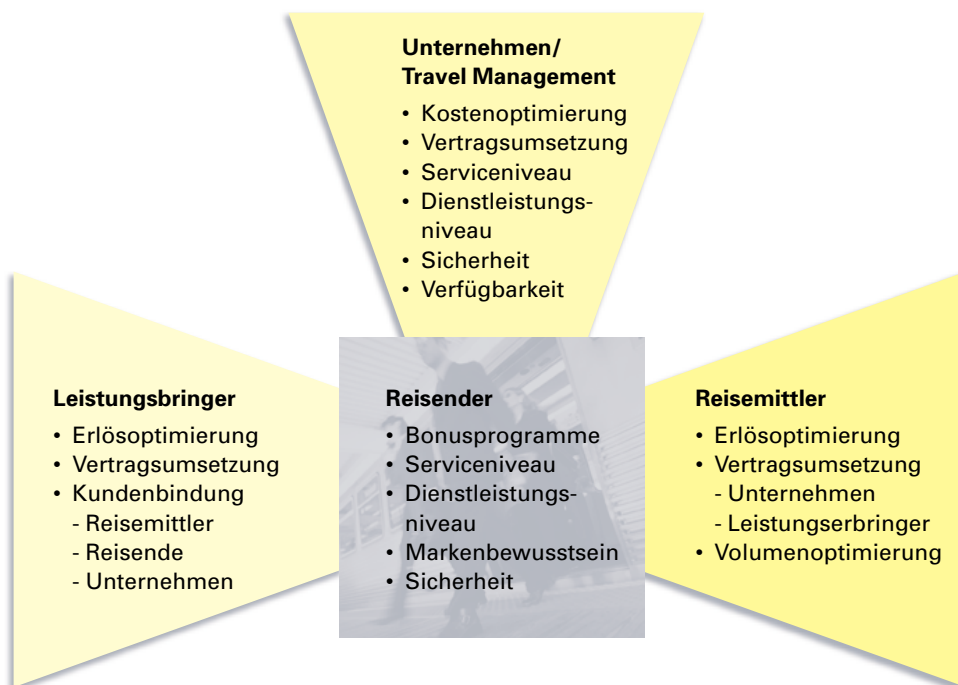 Unternehmen/
Travel Management
• Kostenoptimierung
• Vertragsumsetzung
• Serviceniveau
• Dienstleistungs-
niveau
• Sicherheit
• Verfügbarkeit
Leistungsbringer
• Erlösoptimierung
• Vertragsumsetzung
• Kundenbindung
- Reisemittler
- Reisende
- Unternehmen
Reisender
• Bonusprogramme
• Serviceniveau
• Dienstleistungs-
niveau
• Markenbewusstsein
• Sicherheit
Reisemittler
• Erlösoptimierung
• Vertragsumsetzung
- Unternehmen
- Leistungserbringer
• Volumenoptimierung